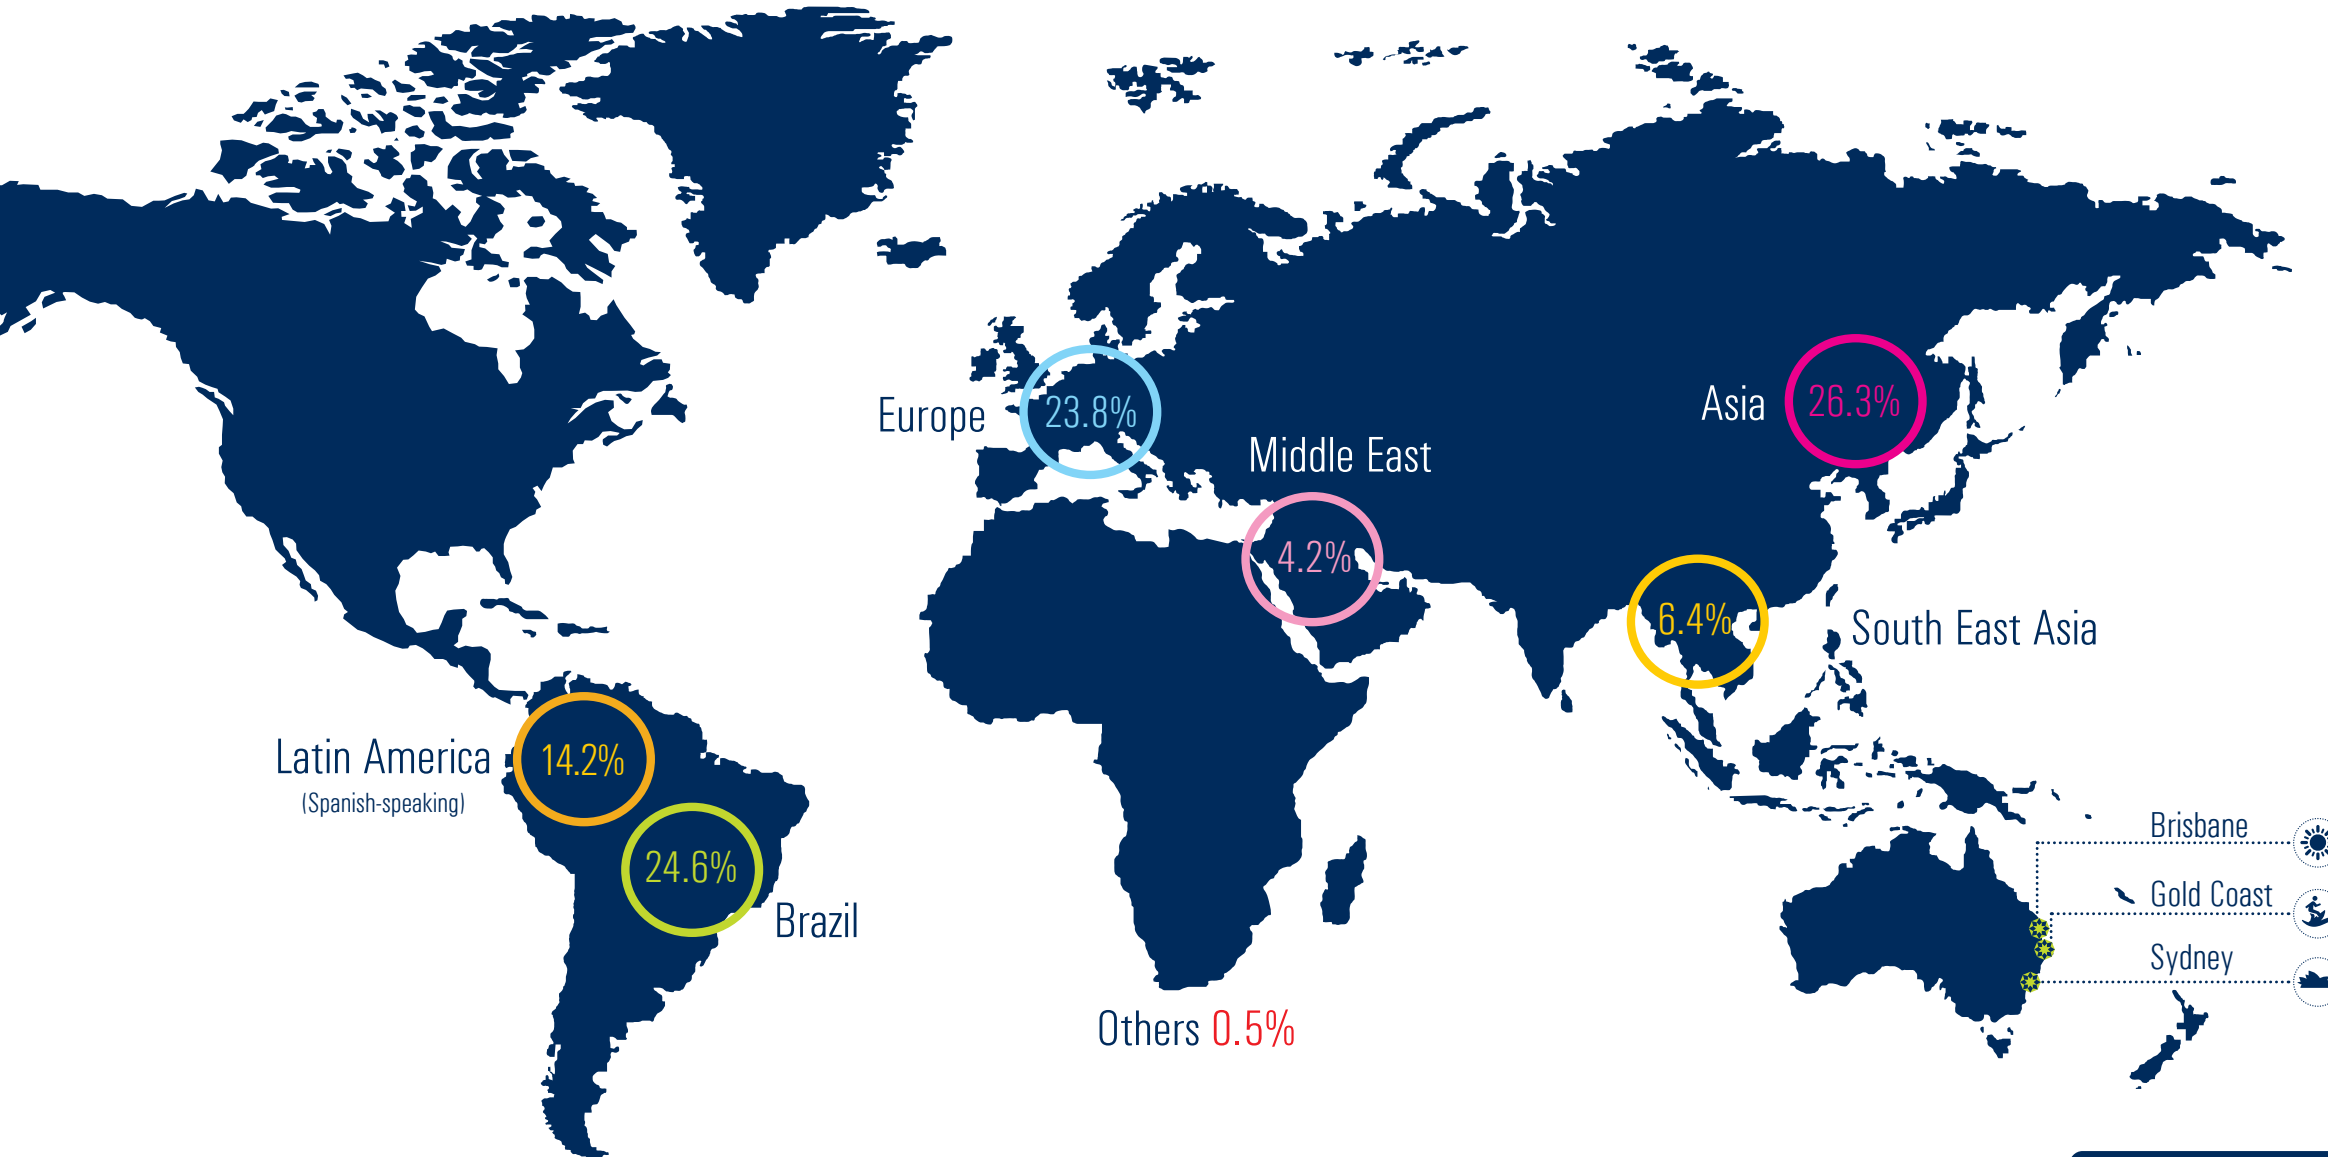 Europe
23.8%
Asia
26.3%
Middle East
4.2%
6.4%
South East Asia
Latin America
(Spanish-speaking)
14.2%
24.6%
Brazil
Brisbane
Gold Coast
Sydney
Others 0.5%